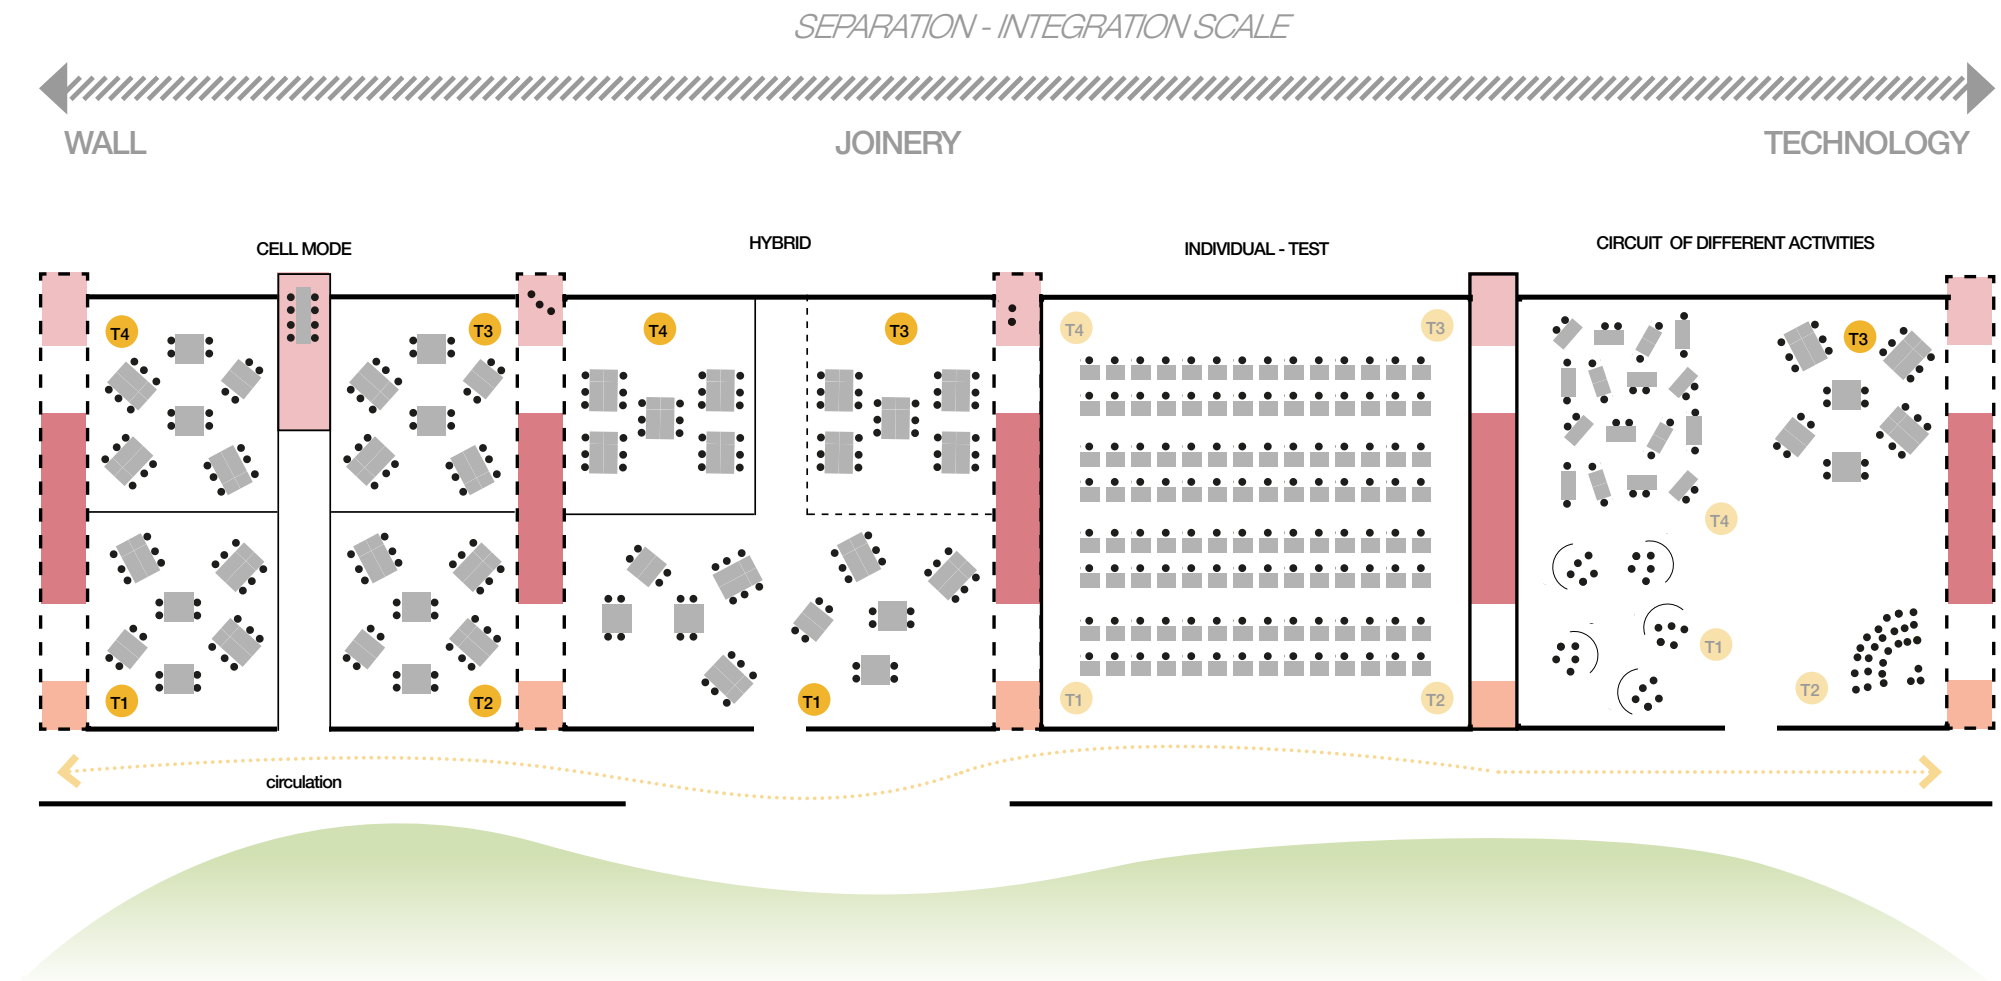 SEPARATION - INTEGRATION SCALE
WALL JOINERY TECHNOLOGY
CELL MODE HYBRID INDIVIDUAL - TEST CIRCUIT OF DIFFERENT ACTIVITIES
T4 T3 T4 T3 T4 T3 T3
T4
T1
T2
T1 T2 T1 T1 T2
circulation